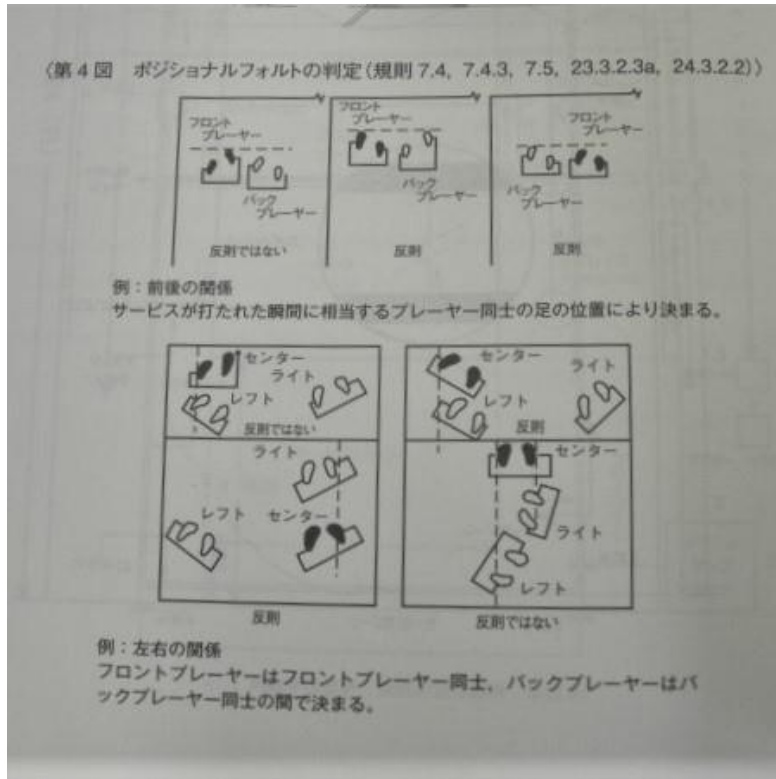 〈第4図 ポジショナルフォルトの判定(規則 7.4, 7.4.3, 7.5, 23.3.2.3a, 24.3.2.2)〉
フロント
プレーヤー
バック
プレーヤー
反則ではない
フロント
プレーヤー
バック
プレーヤー
反則
フロント
プレーヤー
バック
プレーヤー
反則
例：前後の関係
サービスが打たれた瞬間に相当するプレーヤー同士の足の位置により決まる。
センター
ライト
レフト
反則ではない
ライト
レフト
センター
反則
センター
ライト
レフト
反則
センター
ライト
レフト
反則ではない
例：左右の関係
フロントプレーヤーはフロントプレーヤー同士，バックプレーヤーはバ
ックプレーヤー同士の間で決まる。